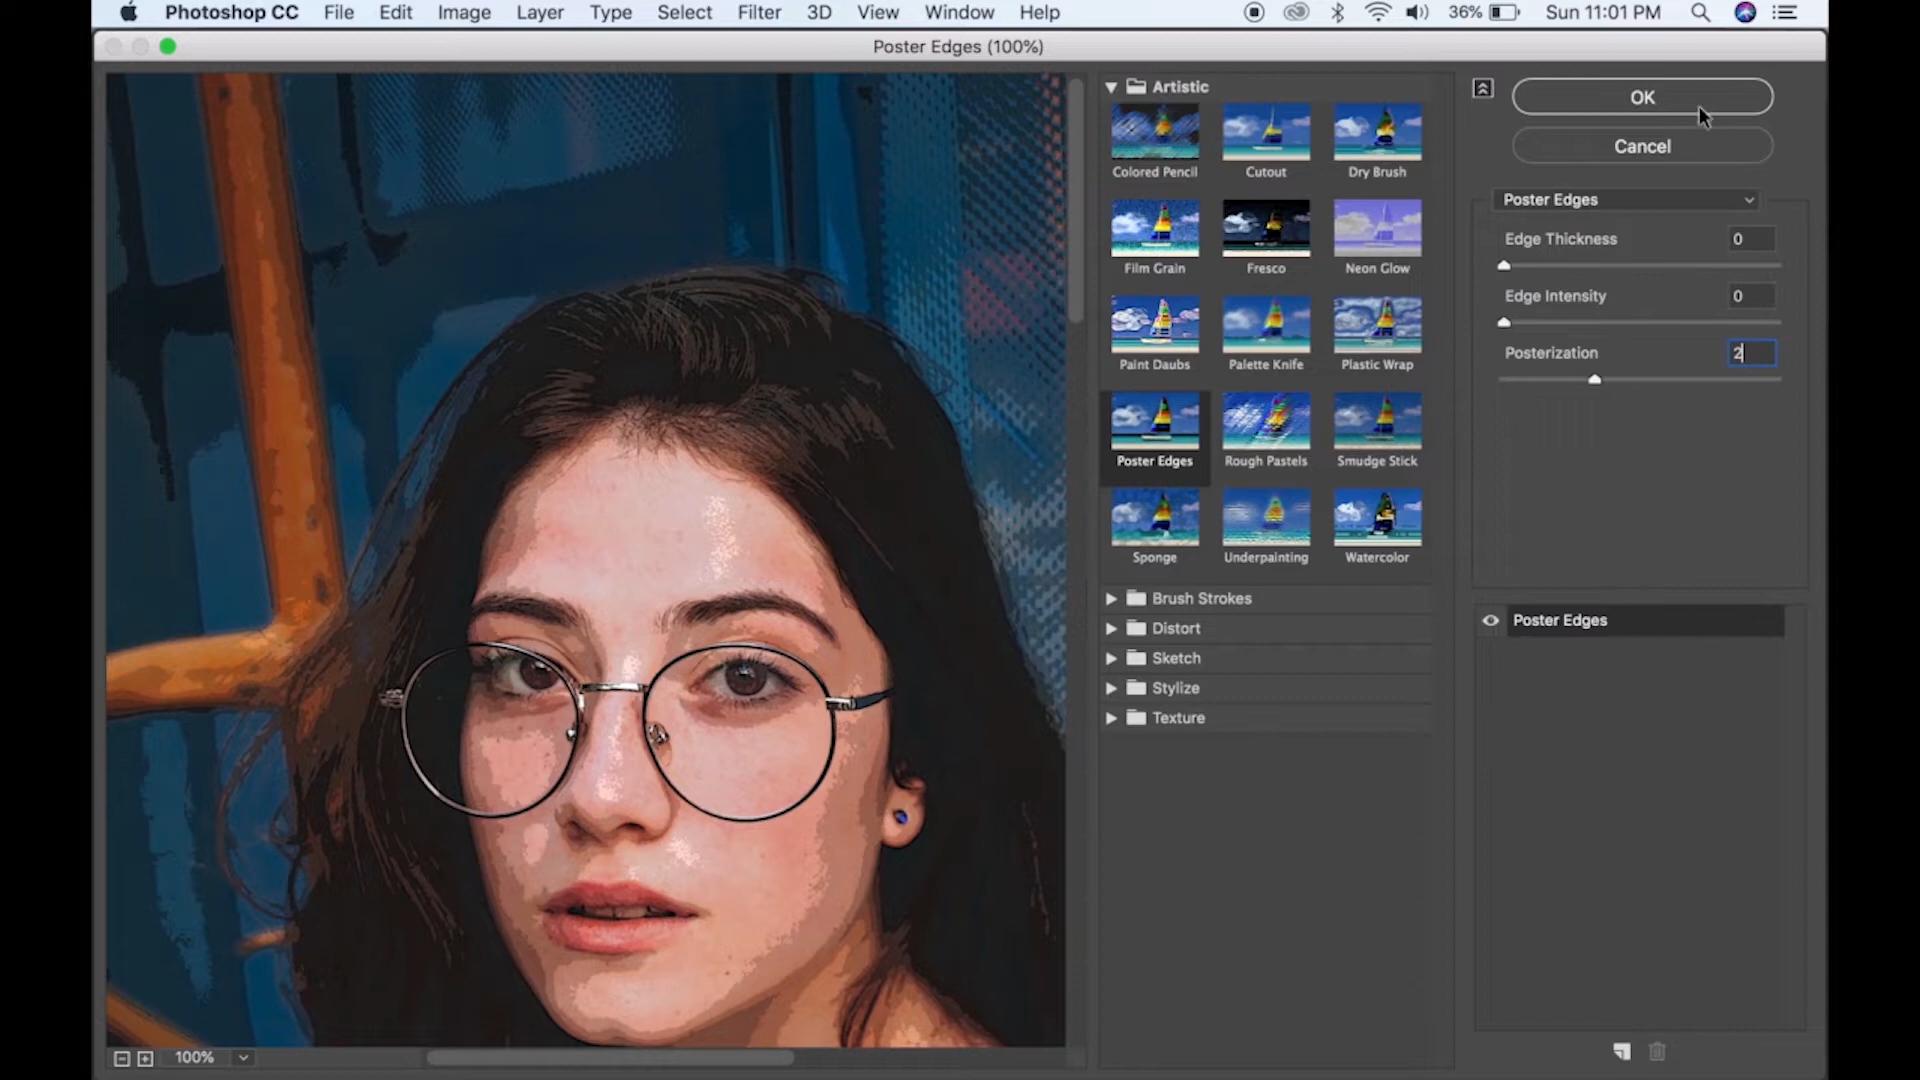 Photoshop CC File Edit Image Layer Type Select Filter 3D View Window Help 36% Sun 11:01 PM
Poster Edges (100%)
Artistic
Colored Pencil Cutout Dry Brush
Film Grain Fresco Neon Glow
Paint Daubs Palette Knife Plastic Wrap
Poster Edges Rough Pastels Smudge Stick
Sponge Underpainting Watercolor
Brush Strokes
Distort
Sketch
Stylize
Texture
OK
Cancel
Poster Edges
Edge Thickness 0
Edge Intensity 0
Posterization 2
Poster Edges
100%